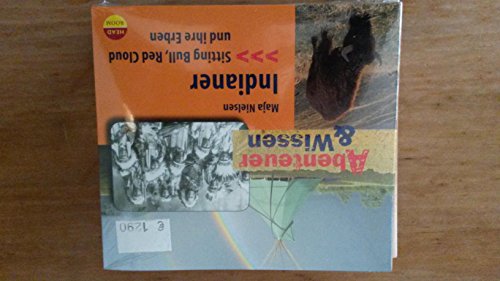 Abenteuer
& Wissen
Maja Nielsen
Indianer
>>> Sitting Bull, Red Cloud
und ihre Erben
HEAD
ROOM
€ 12,90